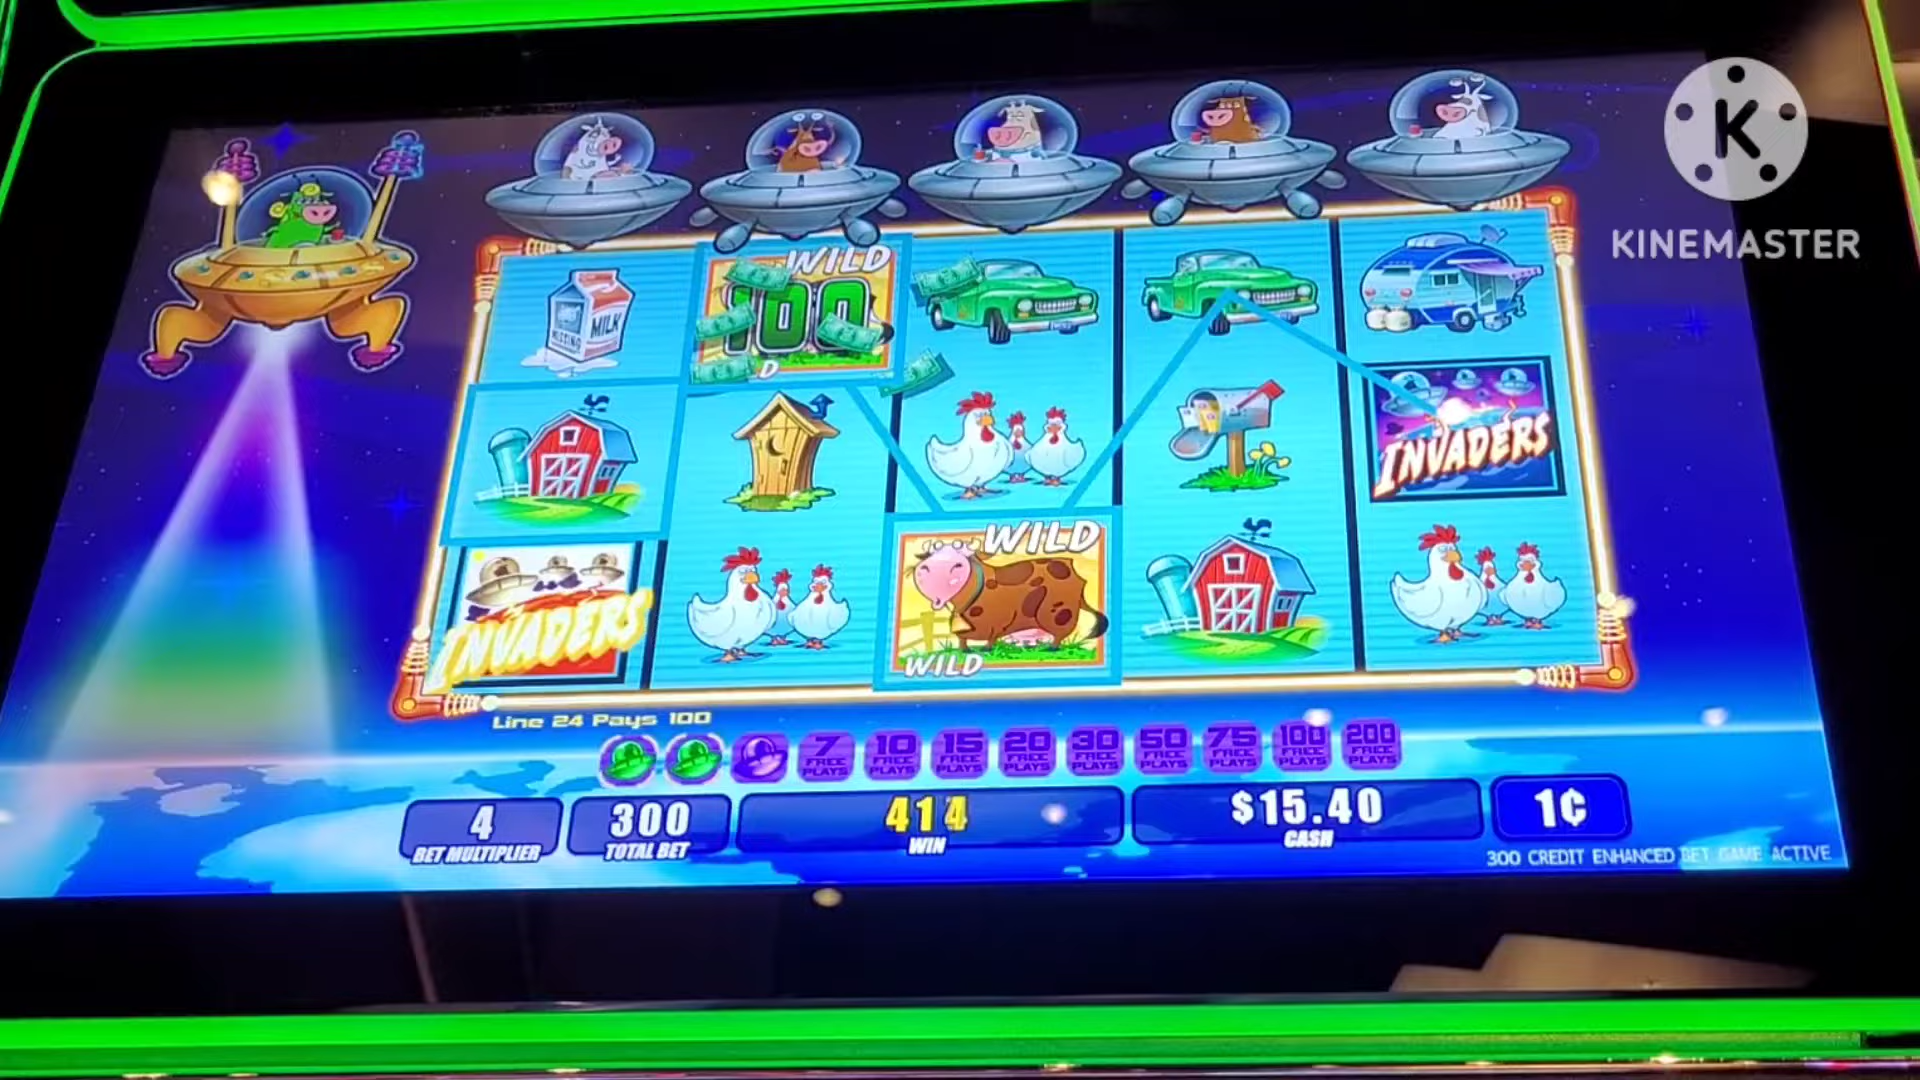 K
KINEMASTER
WILD
100
D
MILK
MISSING
INVADERS
WILD
WILD
INVADERS
Line 24 Pays 100
7 FREE PLAYS
10 FREE PLAYS
15 FREE PLAYS
20 FREE PLAYS
30 FREE PLAYS
50 FREE PLAYS
75 FREE PLAYS
100 FREE PLAYS
200 FREE PLAYS
4
BET MULTIPLIER
300
TOTAL BET
414
WIN
$15.40
CASH
1¢
300 CREDIT ENHANCED BET GAME ACTIVE